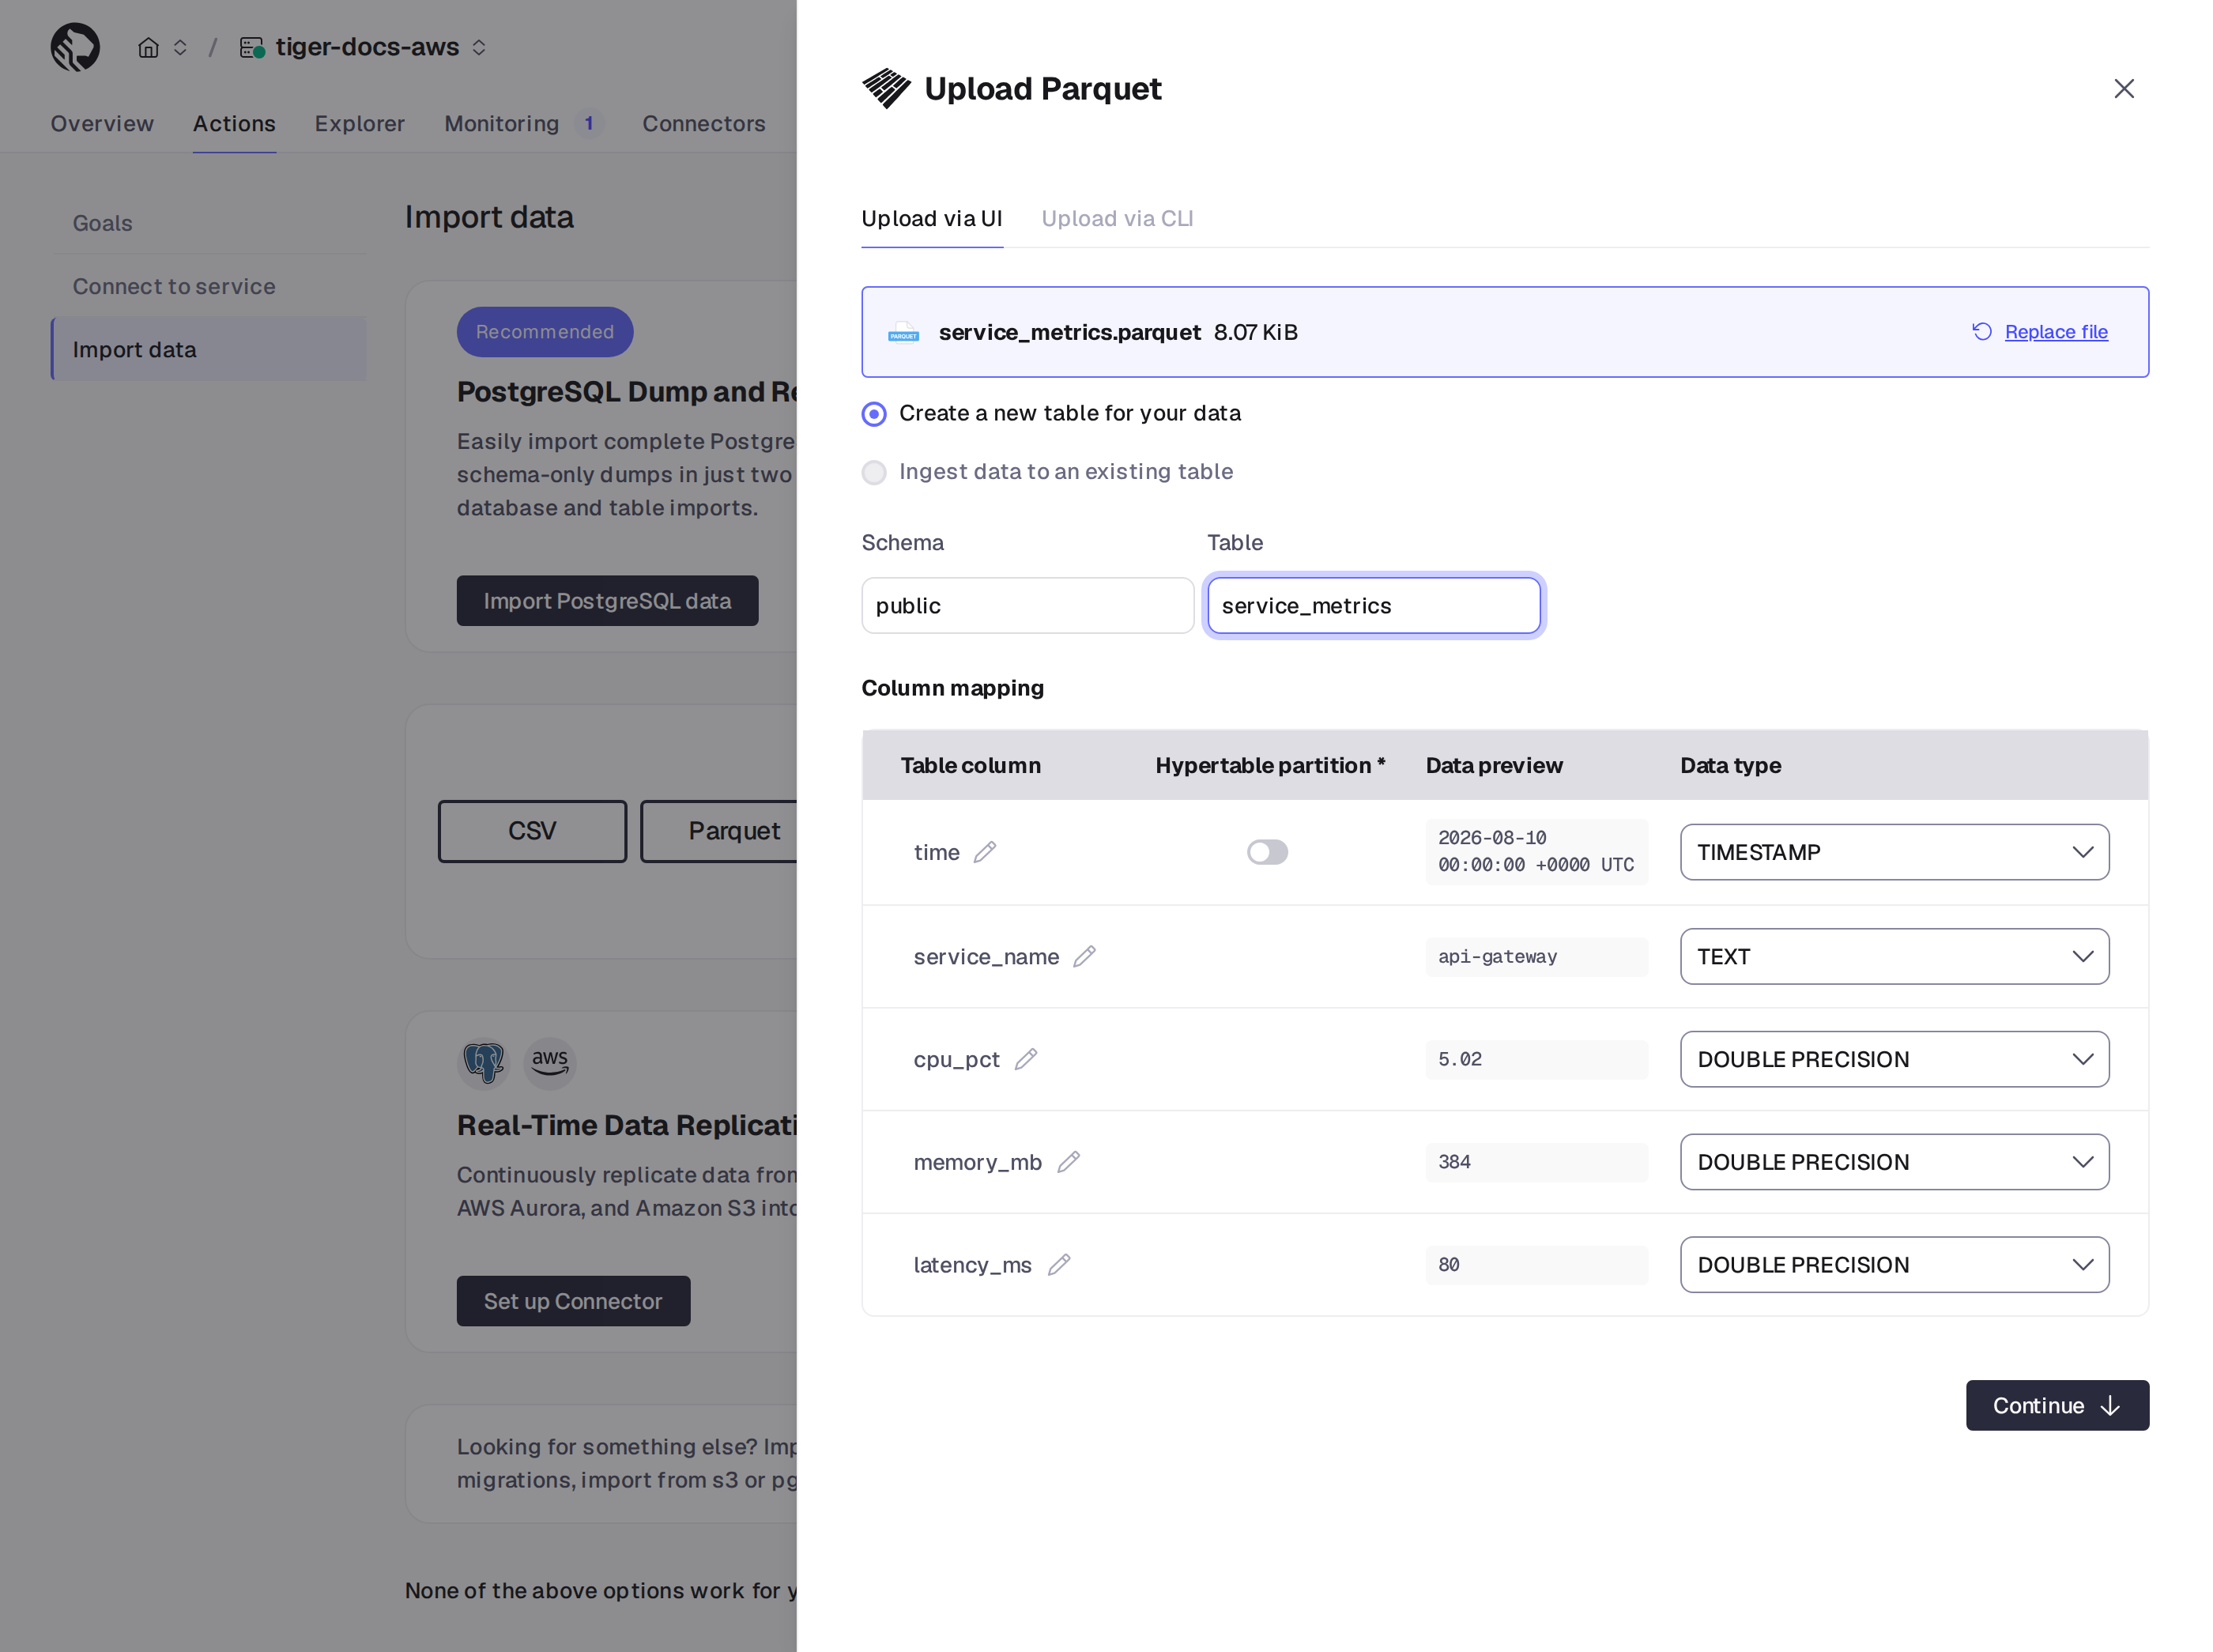 tiger-docs-aws
Overview
Actions
Explorer
Monitoring 1
Connectors
Goals
Connect to service
Import data
Import data
Recommended
PostgreSQL Dump and Re
Easily import complete Postgre
schema-only dumps in just two
database and table imports.
Import PostgreSQL data
CSV
Parquet
aws
Real-Time Data Replicati
Continuously replicate data from
AWS Aurora, and Amazon S3 into
Set up Connector
Looking for something else? Imp
migrations, import from s3 or pg
None of the above options work for y
Upload Parquet
Upload via UI
Upload via CLI
PARQUET
service_metrics.parquet 8.07 KiB
Replace file
Create a new table for your data
Ingest data to an existing table
Schema
Table
public
service_metrics
Column mapping
Table column
Hypertable partition *
Data preview
Data type
time
2026-08-10
00:00:00 +0000 UTC
TIMESTAMP
service_name
api-gateway
TEXT
cpu_pct
5.02
DOUBLE PRECISION
memory_mb
384
DOUBLE PRECISION
latency_ms
80
DOUBLE PRECISION
Continue